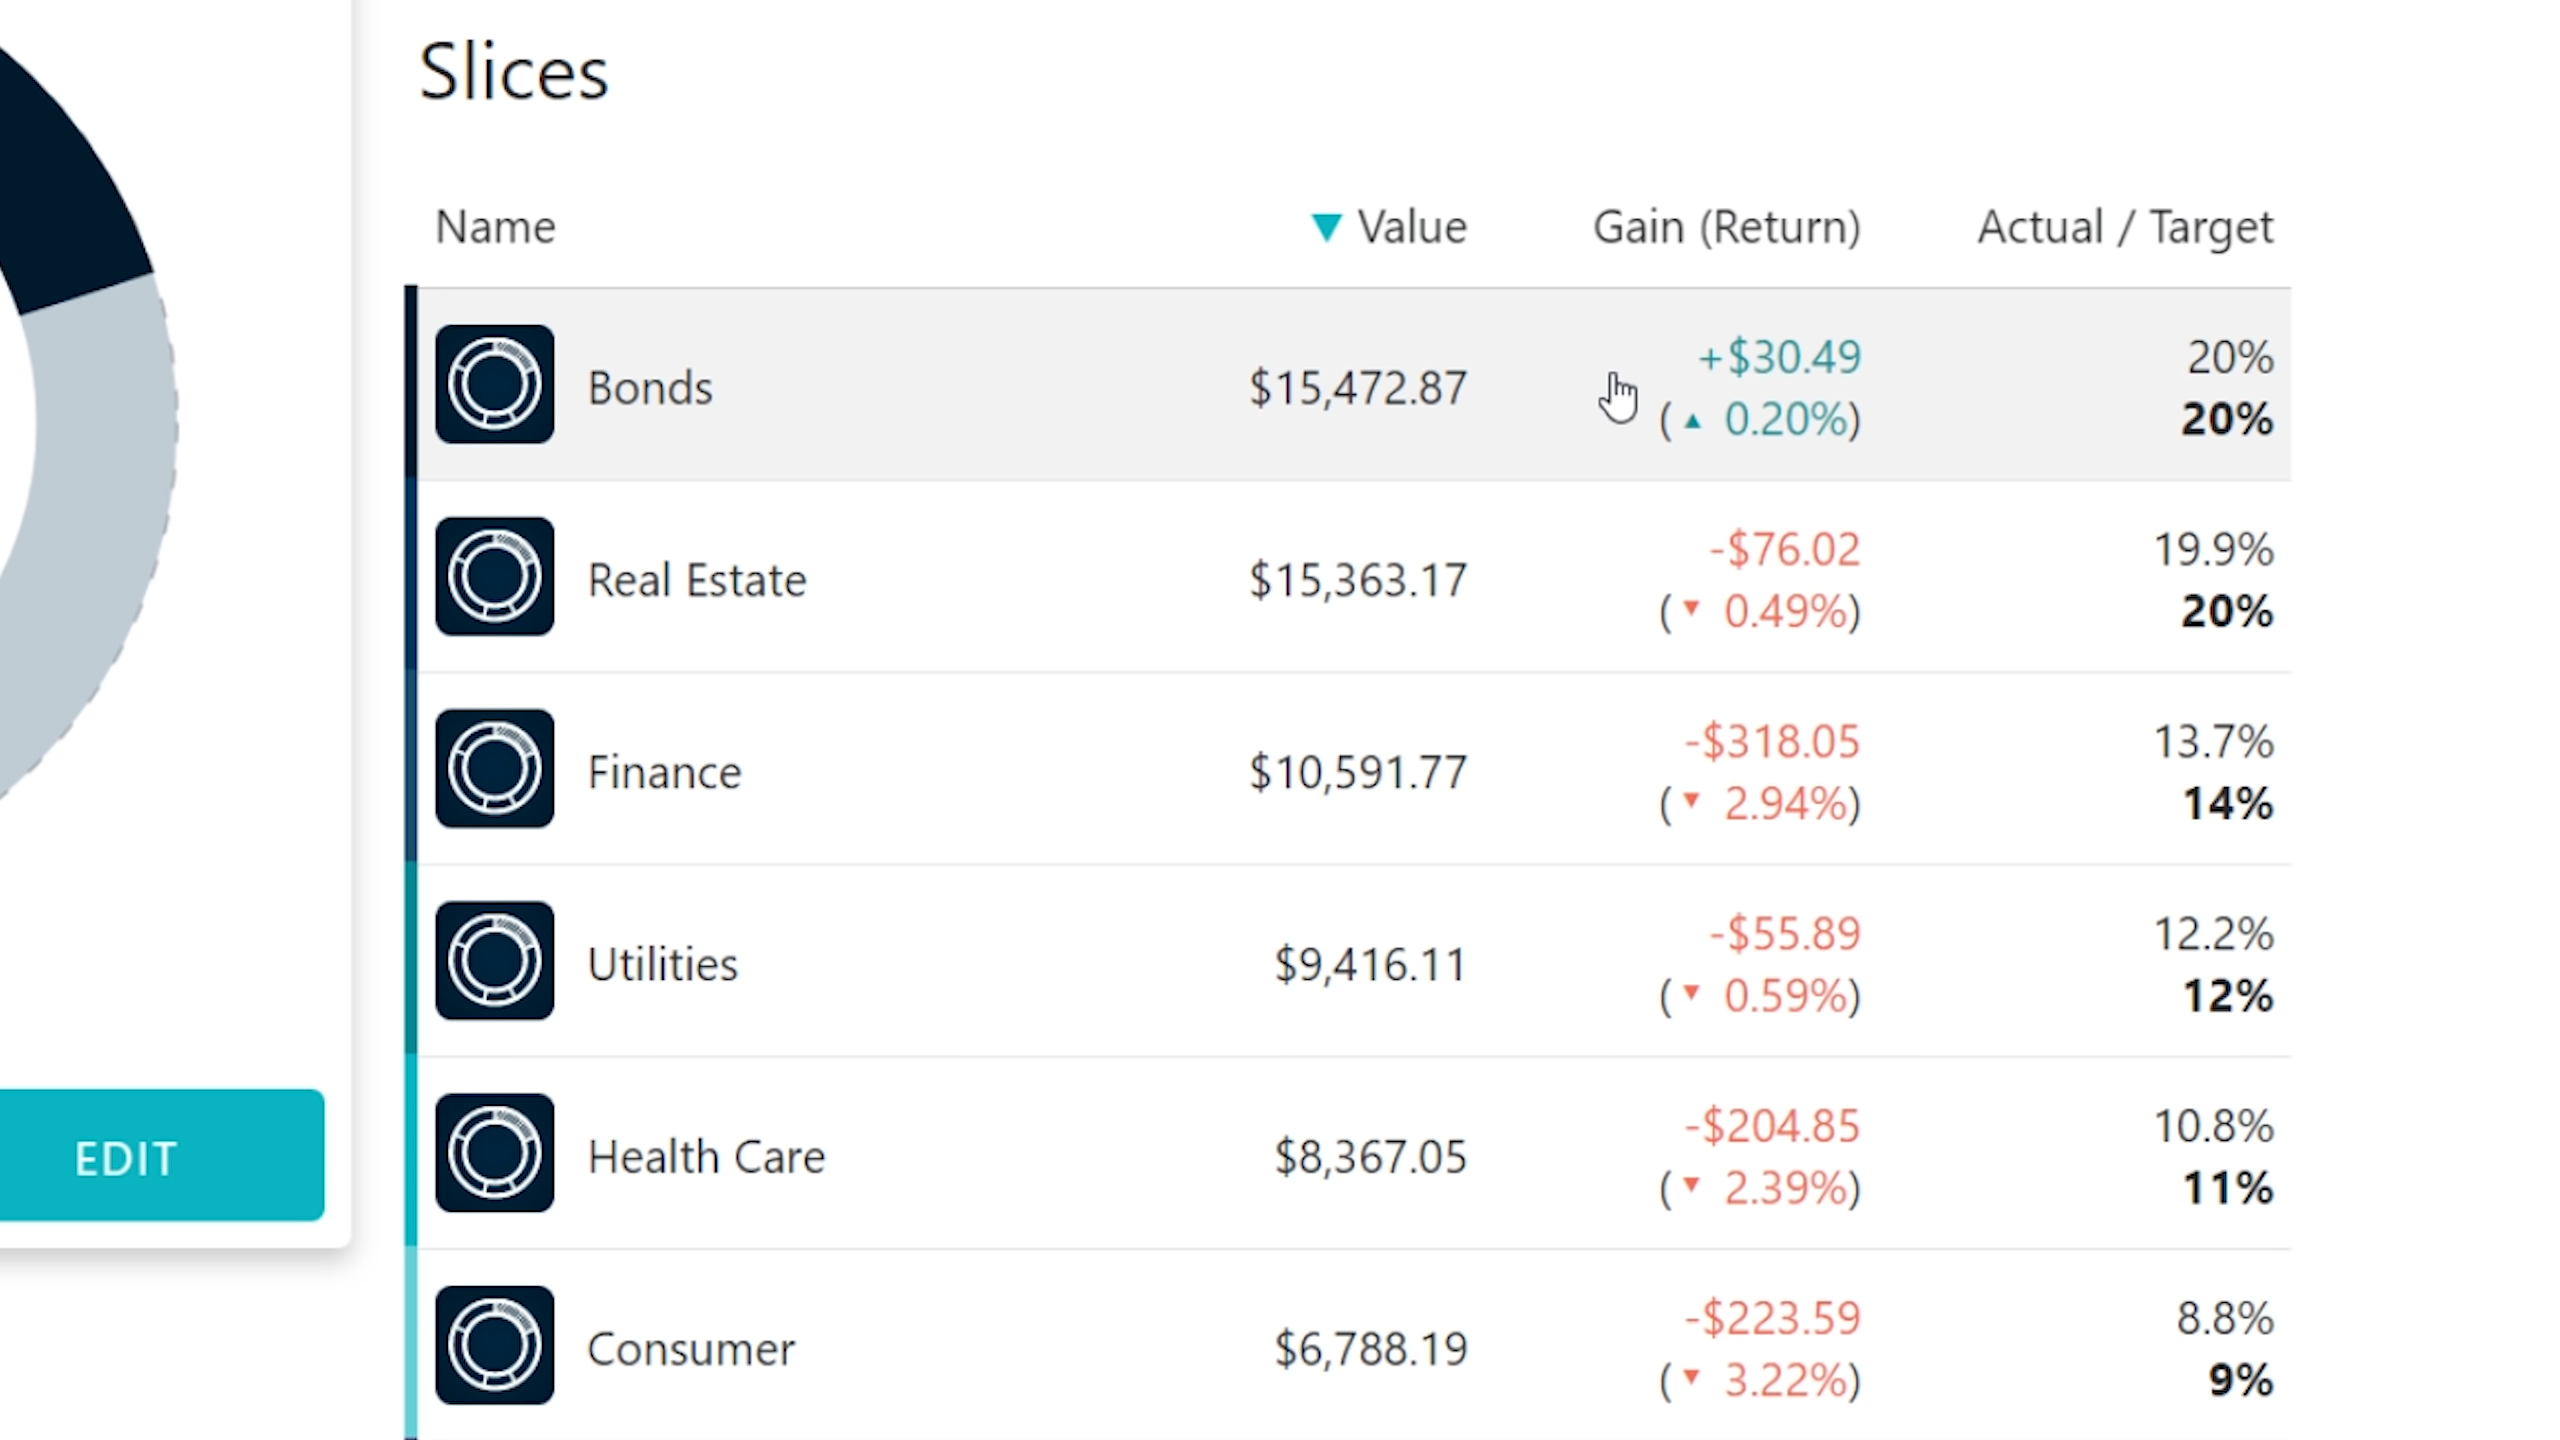 Slices
Name ▼ Value Gain (Return) Actual / Target
Bonds $15,472.87 +$30.49 (▲ 0.20%) 20% 20%
Real Estate $15,363.17 -$76.02 (▼ 0.49%) 19.9% 20%
Finance $10,591.77 -$318.05 (▼ 2.94%) 13.7% 14%
Utilities $9,416.11 -$55.89 (▼ 0.59%) 12.2% 12%
Health Care $8,367.05 -$204.85 (▼ 2.39%) 10.8% 11%
Consumer $6,788.19 -$223.59 (▼ 3.22%) 8.8% 9%
EDIT